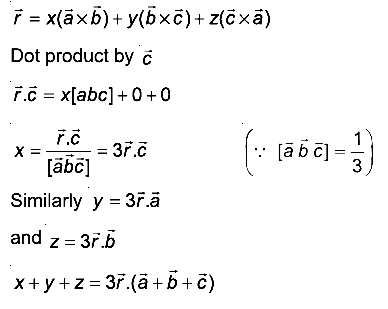 r⃗ = x(a⃗×b⃗)+y(b⃗×c⃗)+z(c⃗×a⃗)
Dot product by c⃗
r⃗.c⃗ = x[abc]+0+0
x = r⃗.c⃗/[a⃗b⃗c⃗] = 3r⃗.c⃗ (∵ [a⃗ b⃗ c⃗] = 1/3)
Similarly y = 3r⃗.a⃗
and z = 3r⃗.b⃗
x+y+z = 3r⃗.(a⃗+b⃗+c⃗)